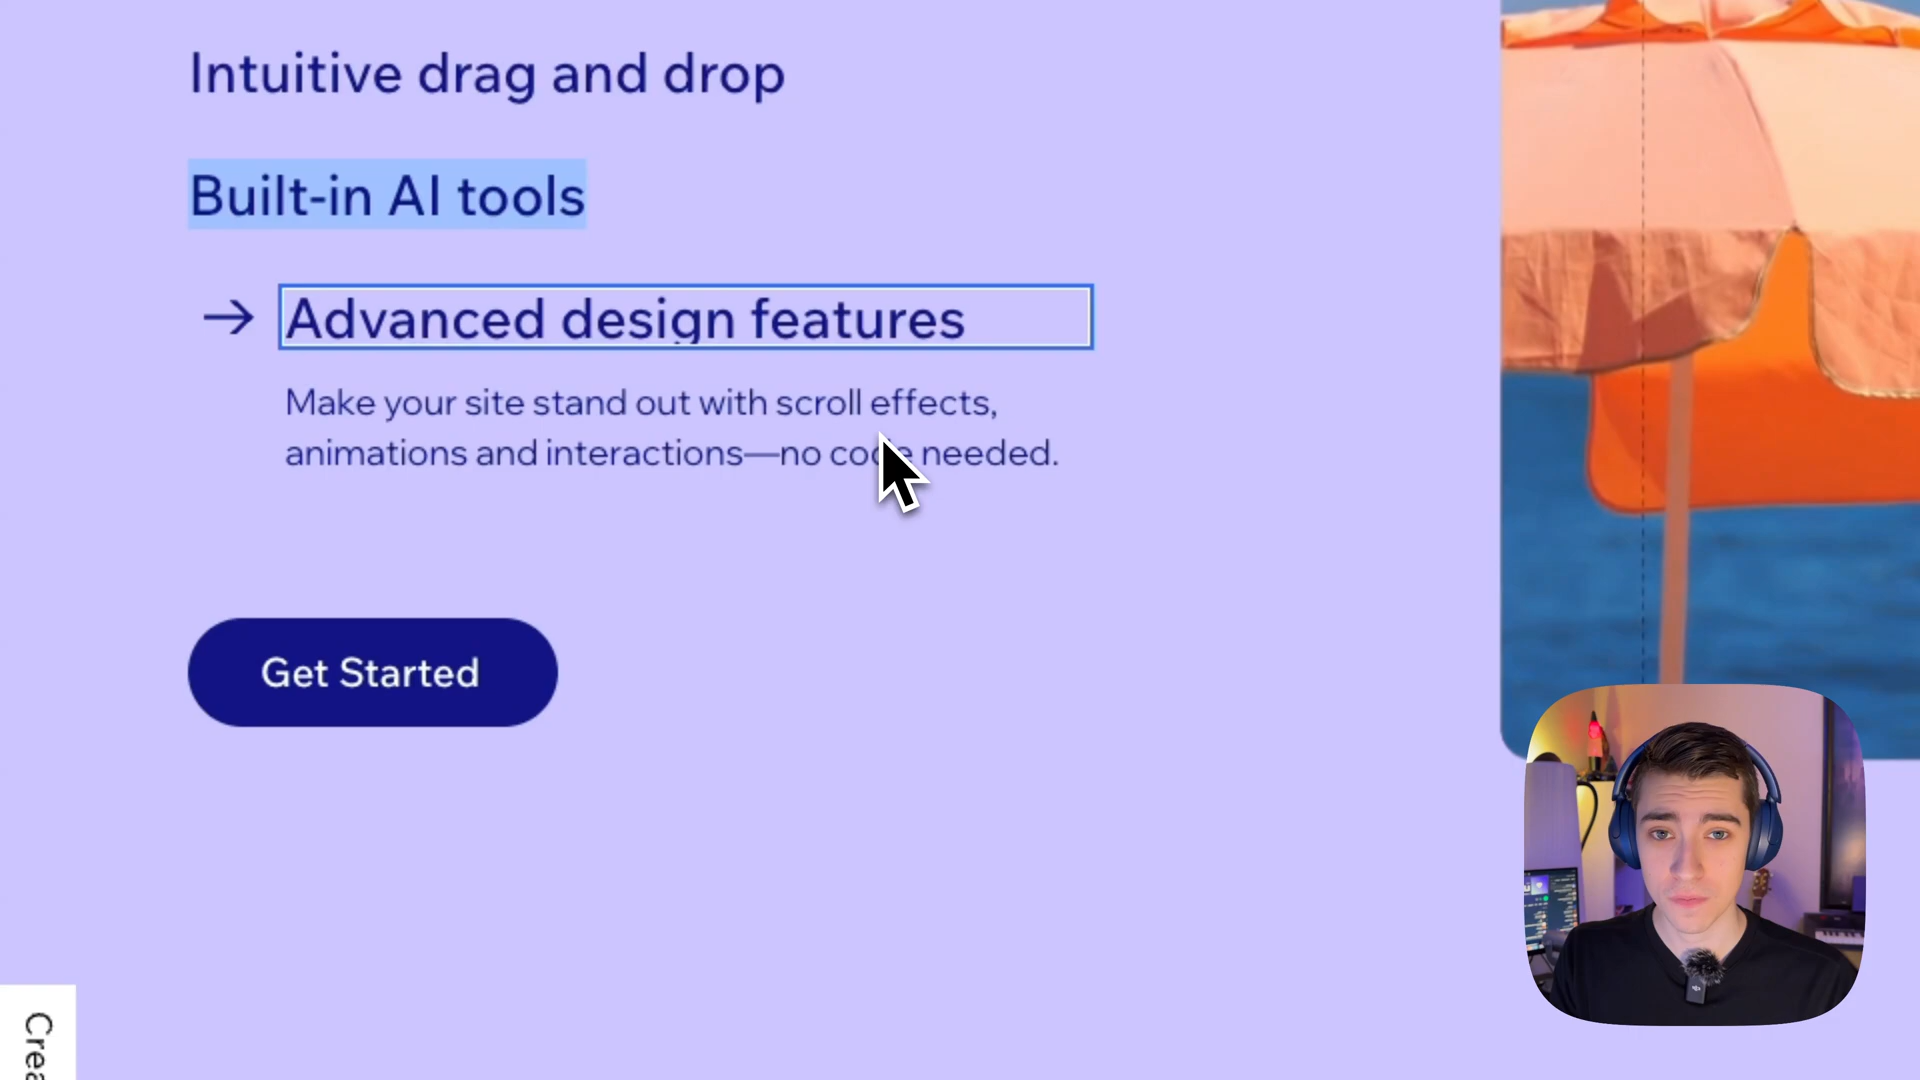 Intuitive drag and drop
Built-in AI tools
→ Advanced design features
Make your site stand out with scroll effects,
animations and interactions—no code needed.
Get Started
Crea